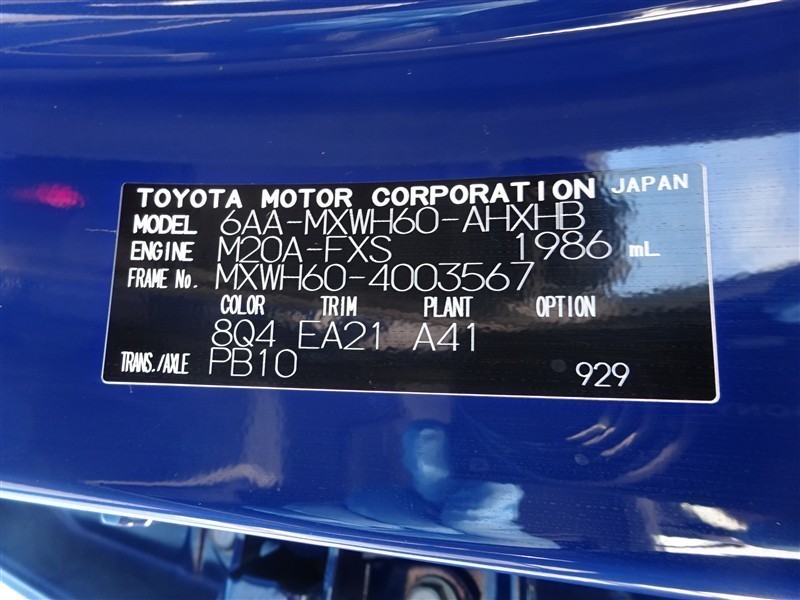 TOYOTA MOTOR CORPORATION JAPAN
MODEL 6AA-MXWH60-AHXHB
ENGINE M20A-FXS 1986 mL
FRAME No. MXWH60-4003567
COLOR TRIM PLANT OPTION
8Q4 EA21 A41
TRANS./AXLE PB10
929